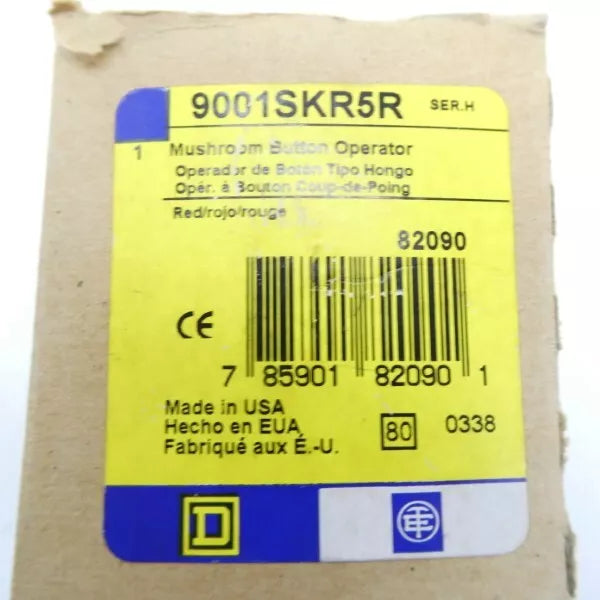 9001SKR5R SER.H
1 Mushroom Button Operator
Operador de Botón Tipo Hongo
Opér. à Bouton Coup-de-Poing
Red/rojo/rouge
82090
CE
7 85901 82090 1
Made in USA
Hecho en EUA
Fabriqué aux É.-U.
80 0338
D TE